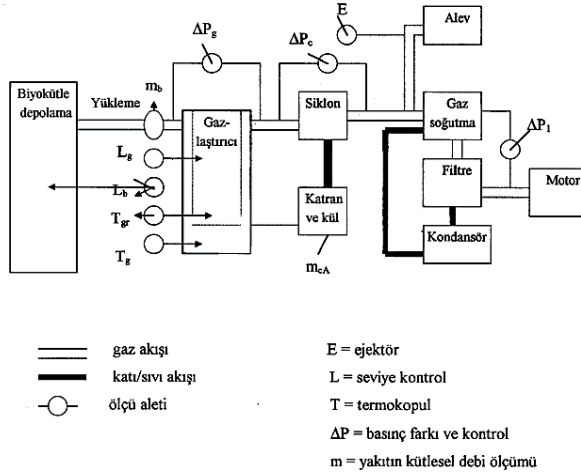 E
Alev
ΔPg
ΔPc
Biyokütle
depolama
Yükleme
mb
Gaz-
laştırıcı
Siklon
Gaz
soğutma
ΔP1
Lg
Lb
Tgr
Tg
Katran
ve kül
Filtre
Motor
Kondansör
mcA
gaz akışı
katı/sıvı akışı
ölçü aleti
E = ejektör
L = seviye kontrol
T = termokopul
ΔP = basınç farkı ve kontrol
m = yakıtın kütlesel debi ölçümü